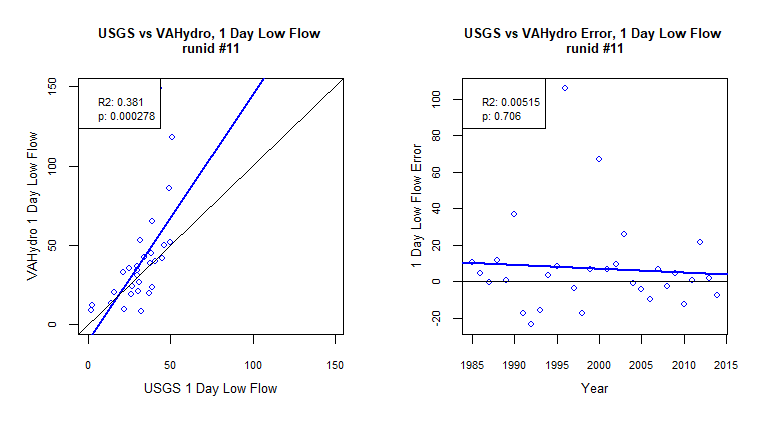 USGS vs VAHydro, 1 Day Low Flow
runid #11
R2: 0.381
p: 0.000278
150
100
50
0
VAHydro 1 Day Low Flow
0
50
100
150
USGS 1 Day Low Flow
USGS vs VAHydro Error, 1 Day Low Flow
runid #11
R2: 0.00515
p: 0.706
100
80
60
40
20
0
-20
1 Day Low Flow Error
1985
1990
1995
2000
2005
2010
2015
Year